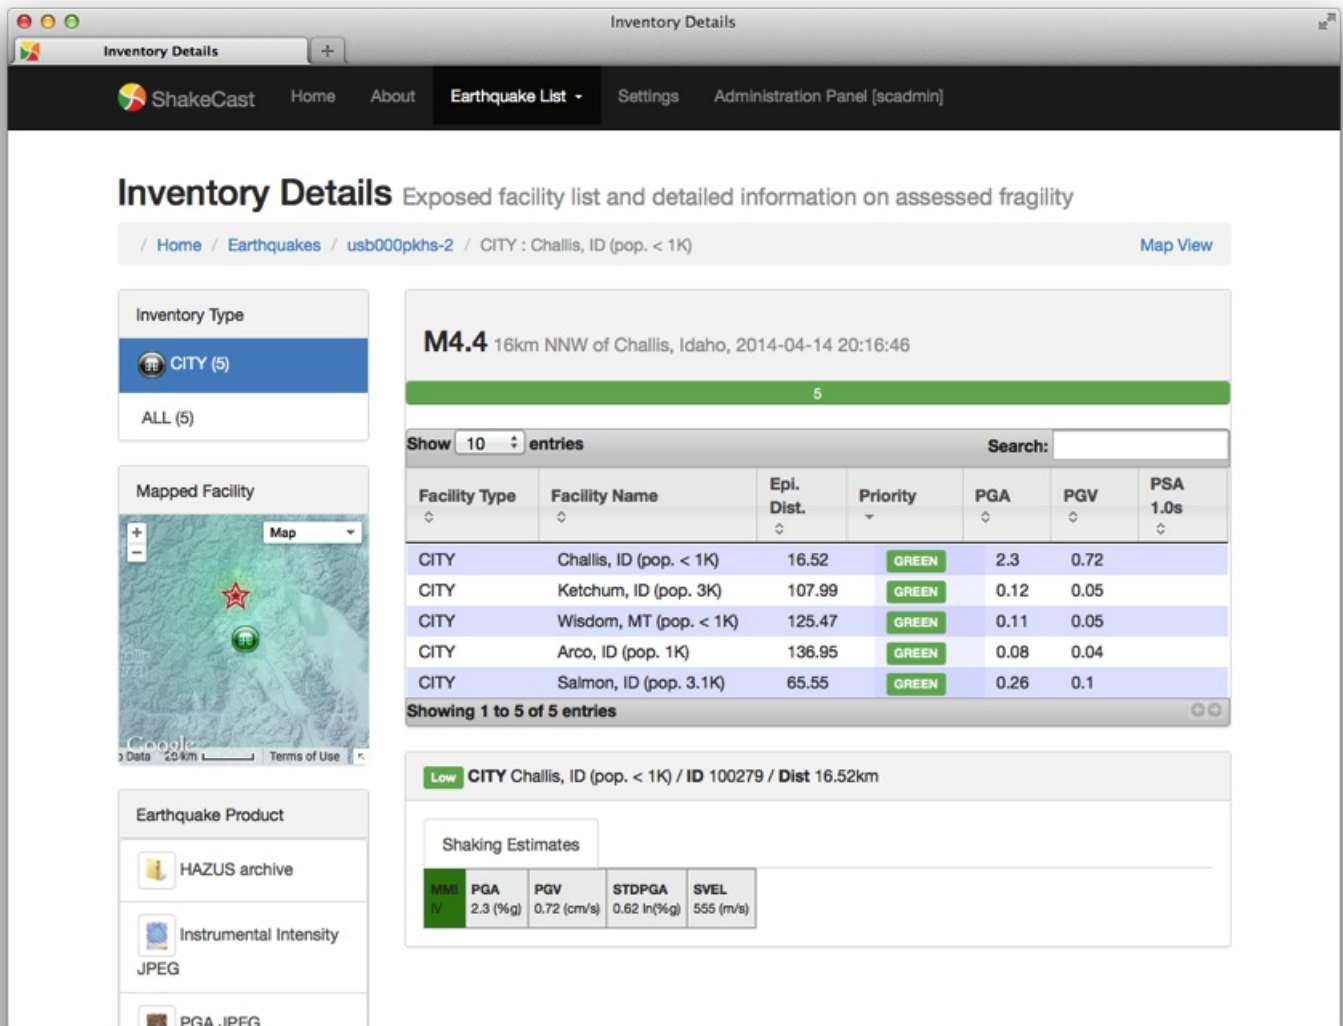 Inventory Details
Inventory Details
ShakeCast Home About Earthquake List Settings Administration Panel [scadmin]
Inventory Details Exposed facility list and detailed information on assessed fragility
/ Home / Earthquakes / usb000pkhs-2 / CITY : Challis, ID (pop. < 1K) Map View
Inventory Type
CITY (5)
ALL (5)
M4.4 16km NNW of Challis, Idaho, 2014-04-14 20:16:46
5
Show 10 entries Search:
Facility Type Facility Name Epi. Dist. Priority PGA PGV PSA 1.0s
CITY Challis, ID (pop. < 1K) 16.52 GREEN 2.3 0.72
CITY Ketchum, ID (pop. 3K) 107.99 GREEN 0.12 0.05
CITY Wisdom, MT (pop. < 1K) 125.47 GREEN 0.11 0.05
CITY Arco, ID (pop. 1K) 136.95 GREEN 0.08 0.04
CITY Salmon, ID (pop. 3.1K) 65.55 GREEN 0.26 0.1
Showing 1 to 5 of 5 entries
Mapped Facility
+
−
Map
Google
Data 20 km Terms of Use
Low CITY Challis, ID (pop. < 1K) / ID 100279 / Dist 16.52km
Shaking Estimates
MMI PGA PGV STDPGA SVEL
IV 2.3 (%g) 0.72 (cm/s) 0.62 ln(%g) 555 (m/s)
Earthquake Product
HAZUS archive
Instrumental Intensity
JPEG
PGA JPEG